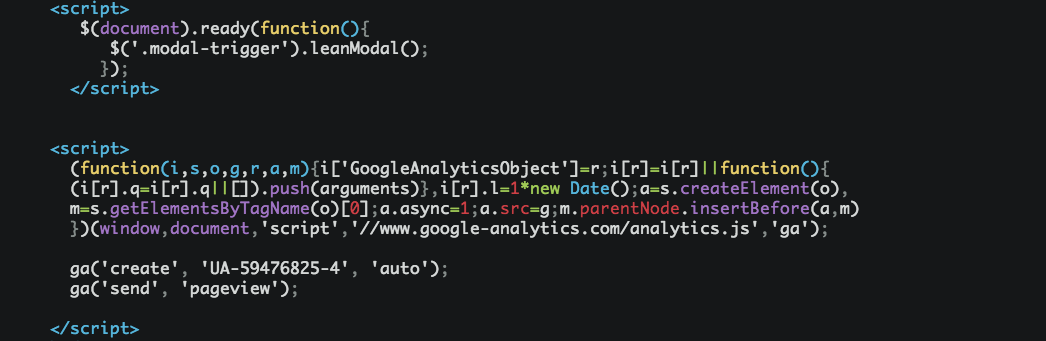 <script>
$(document).ready(function(){
$('.modal-trigger').leanModal();
});
</script>
<script>
(function(i,s,o,g,r,a,m){i['GoogleAnalyticsObject']=r;i[r]=i[r]||function(){
(i[r].q=i[r].q||[]).push(arguments)},i[r].l=1*new Date();a=s.createElement(o),
m=s.getElementsByTagName(o)[0];a.async=1;a.src=g;m.parentNode.insertBefore(a,m)
})(window,document,'script','//www.google-analytics.com/analytics.js','ga');
ga('create', 'UA-59476825-4', 'auto');
ga('send', 'pageview');
</script>